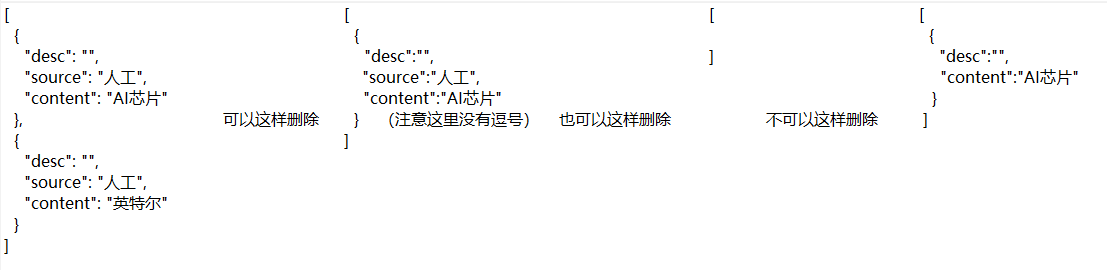 [
{
"desc": "",
"source": "人工",
"content": "AI芯片"
},
{
"desc": "",
"source": "人工",
"content": "英特尔"
}
]
可以这样删除
[
{
"desc":"",
"source":"人工",
"content":"AI芯片"
} （注意这里没有逗号）
]
也可以这样删除
[
]
不可以这样删除
[
{
"desc":"",
"content":"AI芯片"
}
]